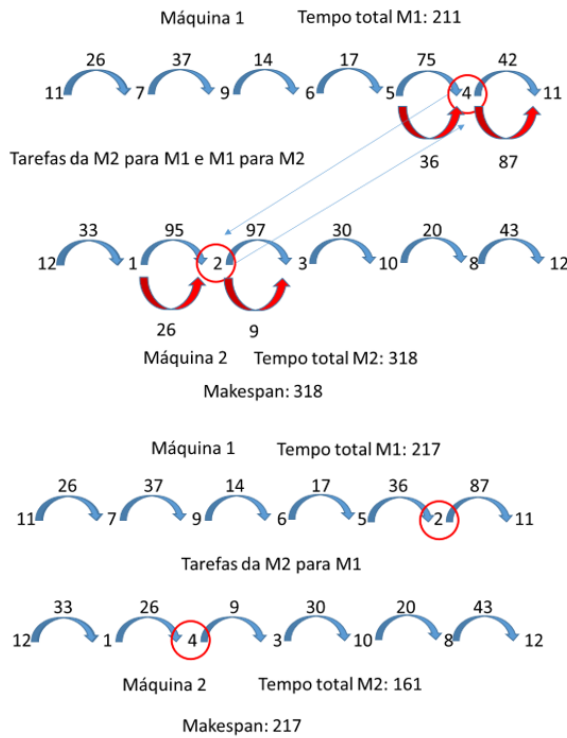 Máquina 1 Tempo total M1: 211
26 37 14 17 75 42
11 7 9 6 5 4 11
36 87
Tarefas da M2 para M1 e M1 para M2
33 95 97 30 20 43
12 1 2 3 10 8 12
26 9
Máquina 2 Tempo total M2: 318
Makespan: 318
Máquina 1 Tempo total M1: 217
26 37 14 17 36 87
11 7 9 6 5 2 11
Tarefas da M2 para M1
33 26 9 30 20 43
12 1 4 3 10 8 12
Máquina 2 Tempo total M2: 161
Makespan: 217